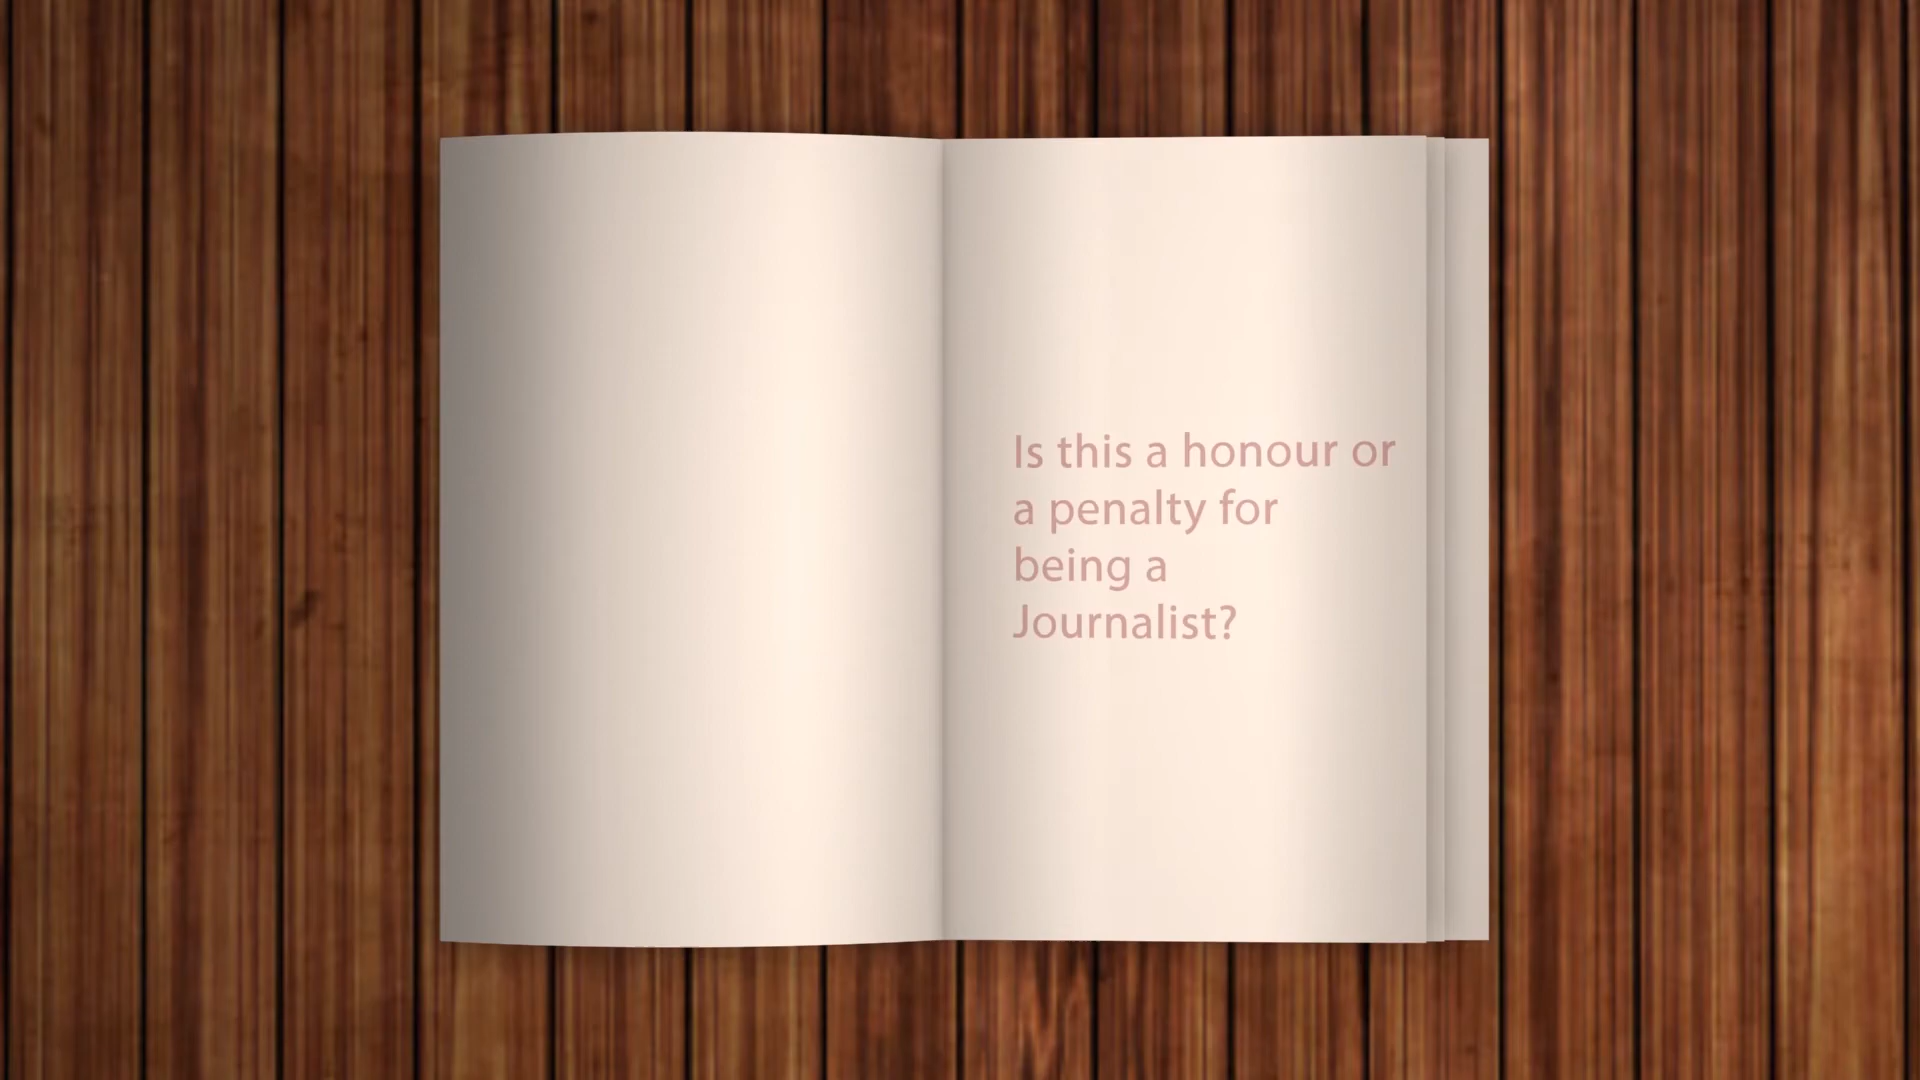 Is this a honour or
a penalty for
being a
Journalist?